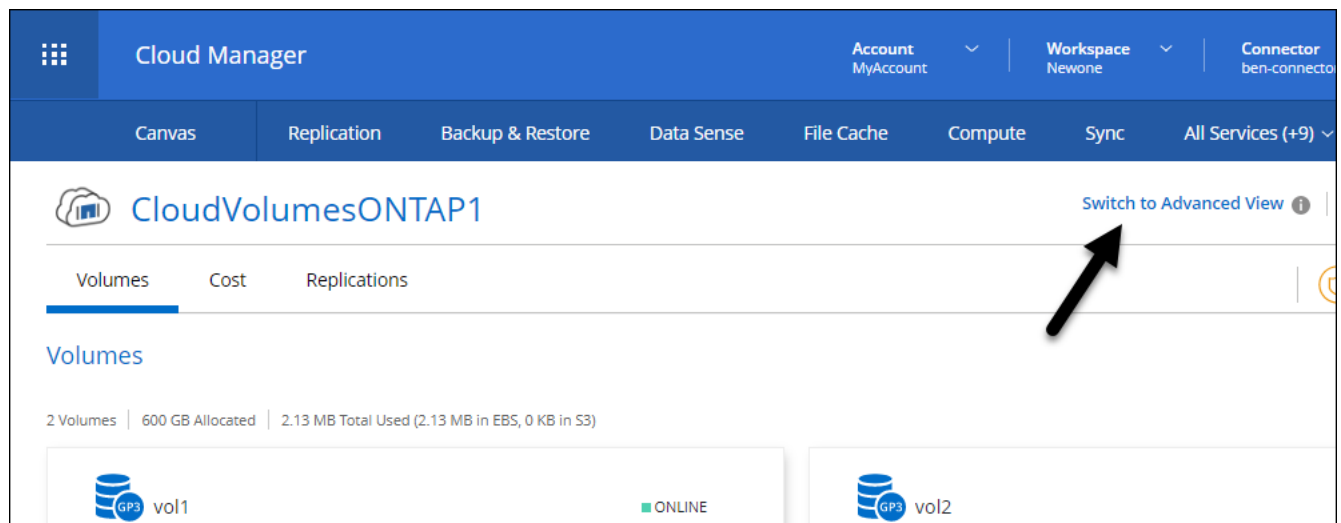 Cloud Manager
Account
MyAccount
Workspace
Newone
Connector
Canvas
Replication
Backup & Restore
Data Sense
File Cache
Compute
Sync
All Services (+9)
CloudVolumesONTAP1
Switch to Advanced View
Volumes
Cost
Replications
Volumes
2 Volumes | 600 GB Allocated | 2.13 MB Total Used (2.13 MB in EBS, 0 KB in S3)
GP3
vol1
ONLINE
GP3
vol2